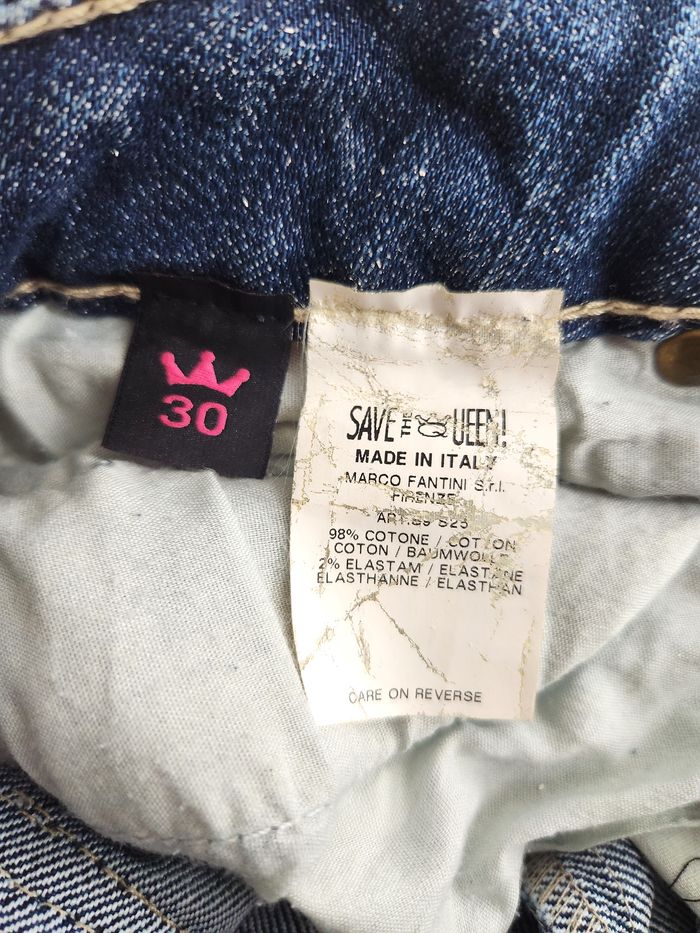 30
SAVE THE QUEEN!
MADE IN ITALY
MARCO FANTINI S.r.l.
FIRENZE
98% COTONE / COTTON
COTON / BAUMWOLLE
2% ELASTAM / ELASTANE
ELASTHANNE / ELASTHAN
CARE ON REVERSE